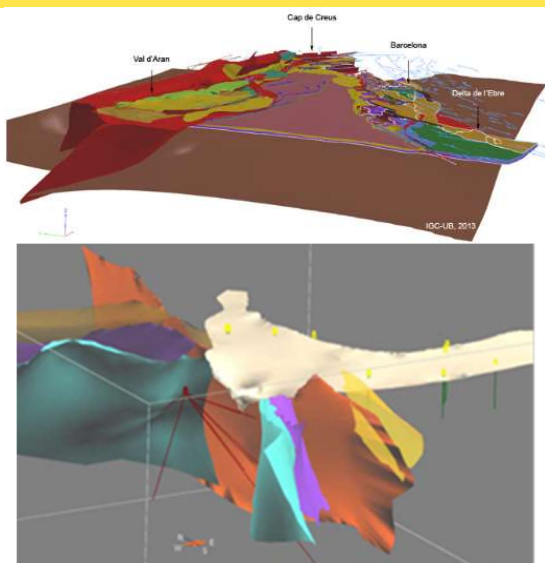 Cap de Creus
Val d'Aran
Barcelona
Delta de l'Ebre
IGC-UB, 2013
N
E
W
S